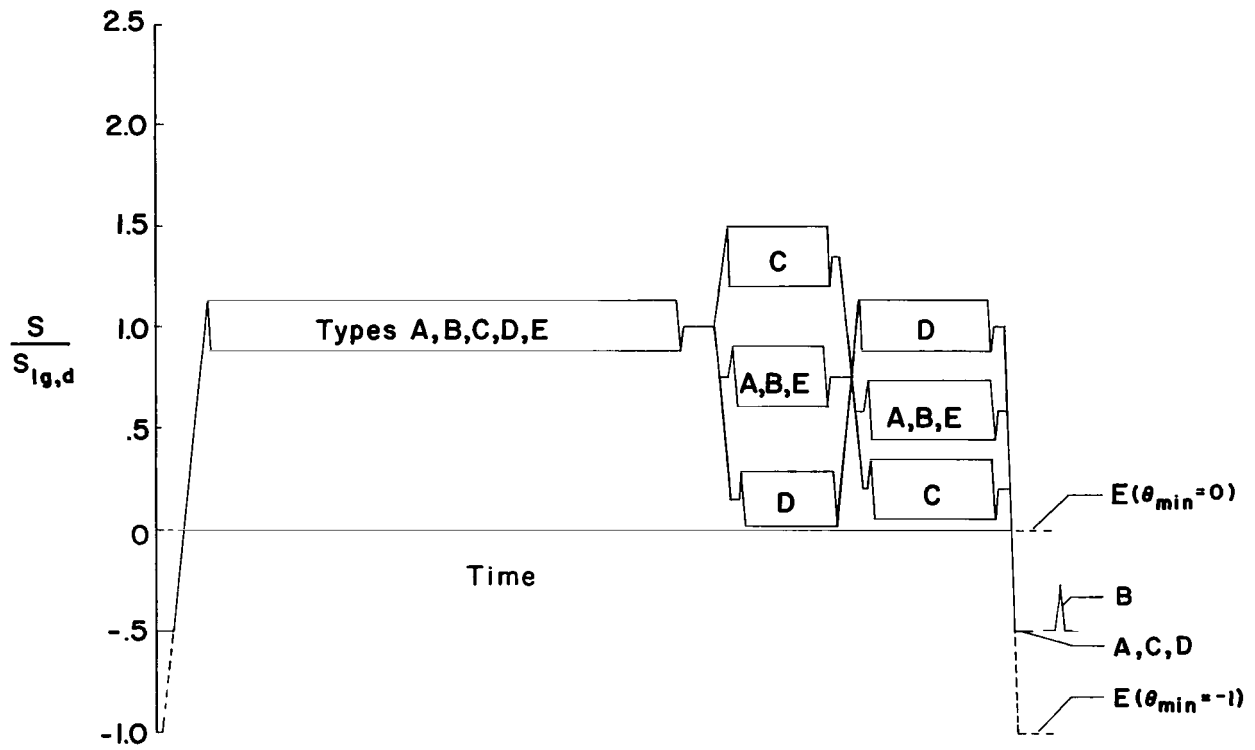 2.5
2.0
1.5
1.0
.5
0
-.5
-1.0
S
S1g,d
Types A,B,C,D,E
C
A,B,E
D
D
A,B,E
C
Time
E(θmin=0)
B
A,C,D
E(θmin=-1)